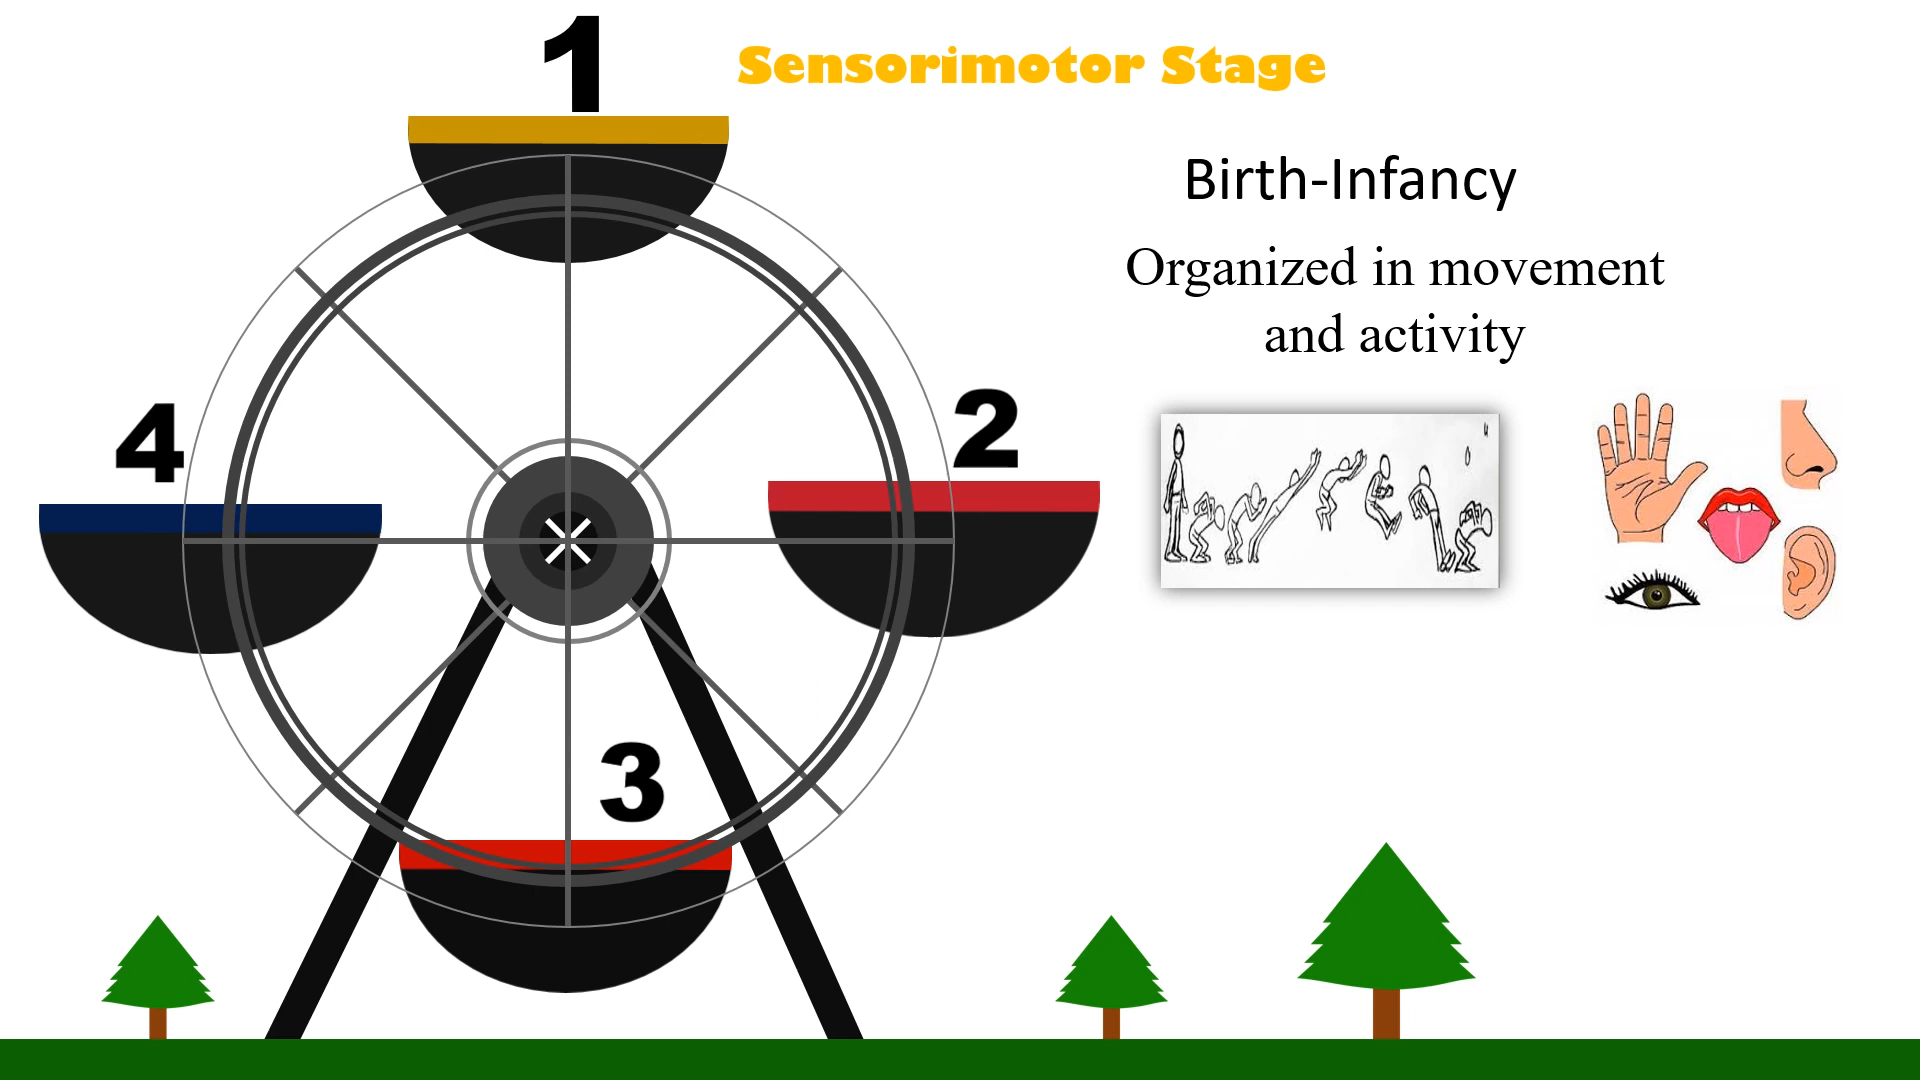 1
Sensorimotor Stage
Birth-Infancy
Organized in movement
and activity
4
2
3